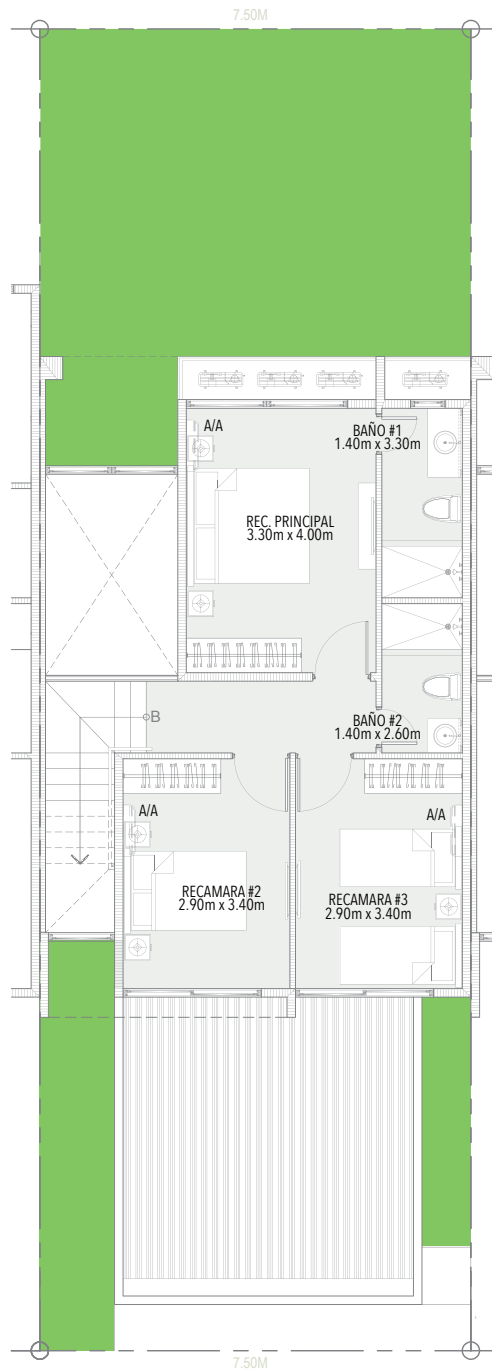 7.50M
A/A
BAÑO #1
1.40m x 3.30m
REC. PRINCIPAL
3.30m x 4.00m
B
BAÑO #2
1.40m x 2.60m
A/A
A/A
RECAMARA #2
2.90m x 3.40m
RECAMARA #3
2.90m x 3.40m
7.50M